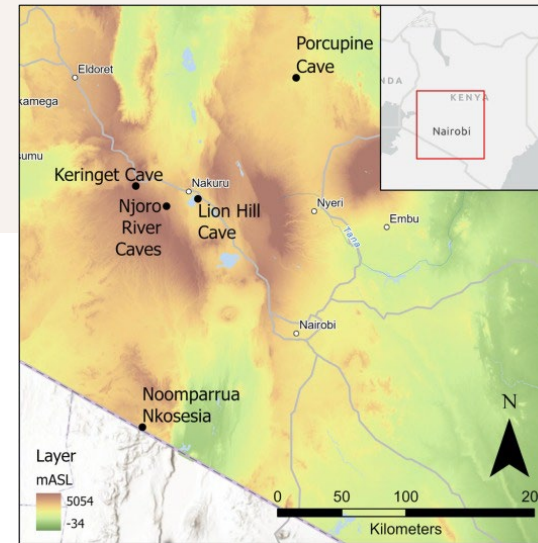 Porcupine
Cave
NDA
KENYA
Nairobi
Eldoret
kamega
sumu
Keringet Cave
Nakuru
Njoro
River
Caves
Lion Hill
Cave
Nyeri
Embu
Tana
Nairobi
Noomparrua
Nkosesia
N
Layer
mASL
5054
-34
0 50 100 20
Kilometers